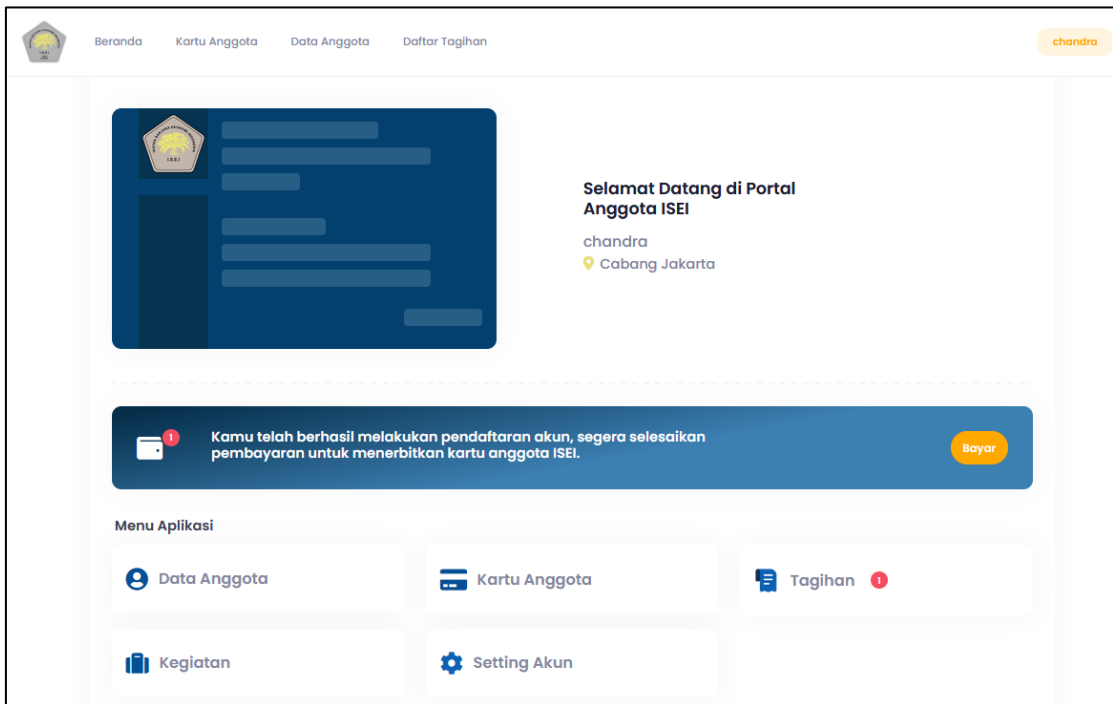 Beranda Kartu Anggota Data Anggota Daftar Tagihan chandra
I.S.E.I
Selamat Datang di Portal
Anggota ISEI
chandra
Cabang Jakarta
1
Kamu telah berhasil melakukan pendaftaran akun, segera selesaikan
pembayaran untuk menerbitkan kartu anggota ISEI.
Bayar
Menu Aplikasi
Data Anggota Kartu Anggota Tagihan 1
Kegiatan Setting Akun